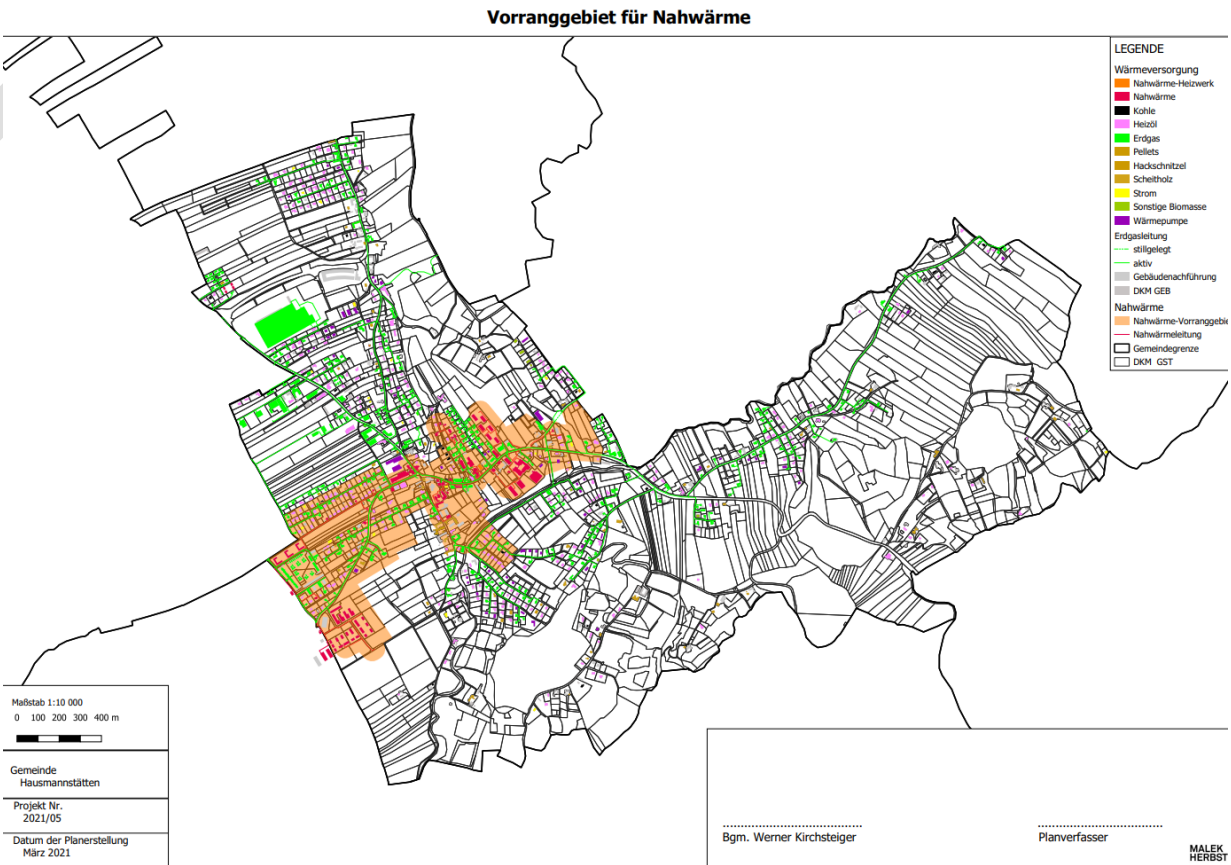 Vorranggebiet für Nahwärme
LEGENDE
Wärmeversorgung
Nahwärme-Heizwerk
Nahwärme
Kohle
Heizöl
Erdgas
Pellets
Hackschnitzel
Scheitholz
Strom
Sonstige Biomasse
Wärmepumpe
Erdgasleitung
stillgelegt
aktiv
Gebäudenachführung
DKM GEB
Nahwärme
Nahwärme-Vorranggebie
Nahwärmeleitung
Gemeindegrenze
DKM GST
Maßstab 1:10 000
0 100 200 300 400 m
Gemeinde
Hausmannstätten
Projekt Nr.
2021/05
Datum der Planerstellung
März 2021
Bgm. Werner Kirchsteiger
Planverfasser
MALEK
HERBST